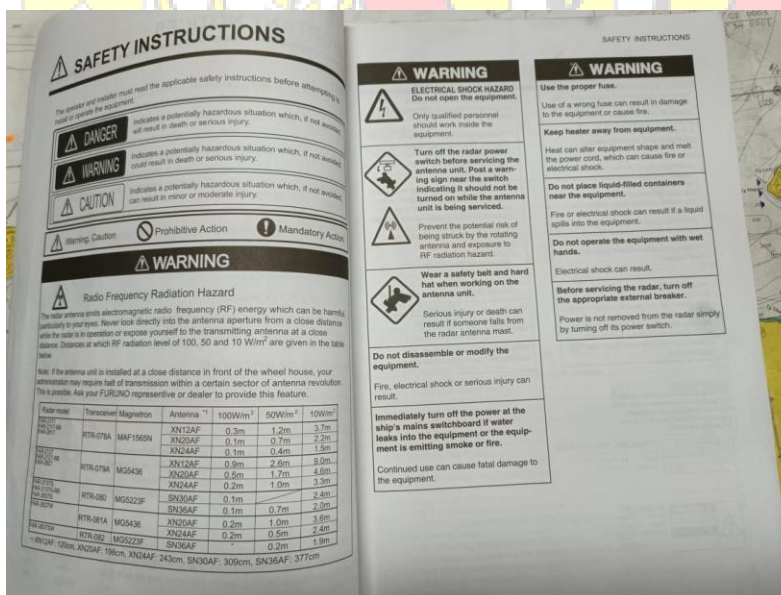 SAFETY INSTRUCTIONS
The operator and installer must read the applicable safety instructions before attempting to
install or operate the equipment.
DANGER
Indicates a potentially hazardous situation which, if not avoided,
will result in death or serious injury.
WARNING
Indicates a potentially hazardous situation which, if not avoided,
could result in death or serious injury.
CAUTION
Indicates a potentially hazardous situation which, if not avoided,
can result in minor or moderate injury.
Warning, Caution
Prohibitive Action
Mandatory Action
WARNING
Radio Frequency Radiation Hazard
The radar antenna emits electromagnetic radio frequency (RF) energy which can be harmful,
particularly to your eyes. Never look directly into the antenna aperture from a close distance
while the radar is in operation or expose yourself to the transmitting antenna at a close
distance. Distances at which RF radiation level of 100, 50 and 10 W/m² are given in the table
below.
Note: If the antenna unit is installed at a close distance in front of the wheel house, your
administration may require halt of transmission within a certain sector of antenna revolution.
This is possible. Ask your FURUNO representive or dealer to provide this feature.
Radar model Transceiver Magnetron Antenna *1 100W/m² 50W/m² 10W/m²
RTR-078A MAF1565N XN12AF 0.3m 1.2m 3.7m
XN20AF 0.1m 0.7m 2.2m
XN24AF 0.1m 0.4m 1.5m
RTR-079A MG5436 XN12AF 0.9m 2.6m 9.0m
XN20AF 0.5m 1.7m 4.6m
XN24AF 0.2m 1.0m 3.3m
RTR-080 MG5223F SN30AF 0.1m 2.4m
SN36AF 0.1m 0.7m 2.0m
RTR-081A MG5436 XN20AF 0.2m 1.0m 3.6m
XN24AF 0.2m 0.5m 2.4m
RTR-082 MG5223F SN36AF - 0.2m 1.9m
XN12AF: 120cm, XN20AF: 198cm, XN24AF: 243cm, SN30AF: 309cm, SN36AF: 377cm
SAFETY INSTRUCTIONS
WARNING
ELECTRICAL SHOCK HAZARD
Do not open the equipment.
Only qualified personnel
should work inside the
equipment.
Turn off the radar power
switch before servicing the
antenna unit. Post a warn-
ing sign near the switch
indicating it should not be
turned on while the antenna
unit is being serviced.
Prevent the potential risk of
being struck by the rotating
antenna and exposure to
RF radiation hazard.
Wear a safety belt and hard
hat when working on the
antenna unit.
Serious injury or death can
result if someone falls from
the radar antenna mast.
Do not disassemble or modify the
equipment.
Fire, electrical shock or serious injury can
result.
Immediately turn off the power at the
ship's mains switchboard if water
leaks into the equipment or the equip-
ment is emitting smoke or fire.
Continued use can cause fatal damage to
the equipment.
WARNING
Use the proper fuse.
Use of a wrong fuse can result in damage
to the equipment or cause fire.
Keep heater away from equipment.
Heat can alter equipment shape and melt
the power cord, which can cause fire or
electrical shock.
Do not place liquid-filled containers
near the equipment.
Fire or electrical shock can result if a liquid
spills into the equipment.
Do not operate the equipment with wet
hands.
Electrical shock can result.
Before servicing the radar, turn off
the appropriate external breaker.
Power is not removed from the radar simply
by turning off its power switch.